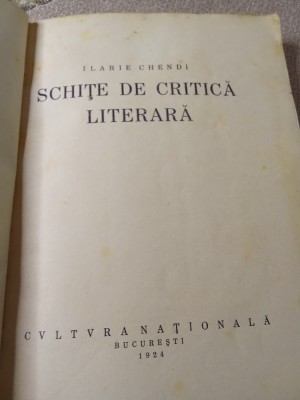 ILARIE CHENDI
SCHIȚE DE CRITICĂ
LITERARĂ
CVLTVRA NAȚIONALĂ
BUCUREȘTI
1924